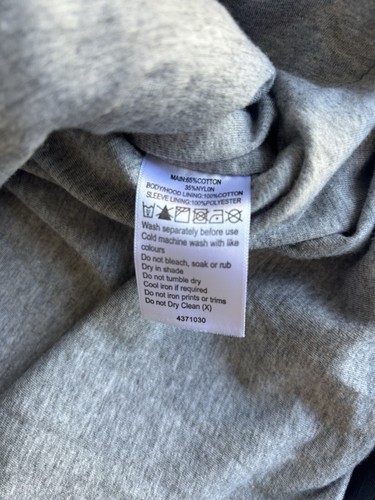 MAIN:65%COTTON
35%NYLON
BODY/HOOD LINING:100%COTTON
SLEEVE LINING:100%POLYESTER
Wash separately before use
Cold machine wash with like
colours
Do not bleach, soak or rub
Dry in shade
Do not tumble dry
Cool iron if required
Do not iron prints or trims
Do not Dry Clean (X)
4371030